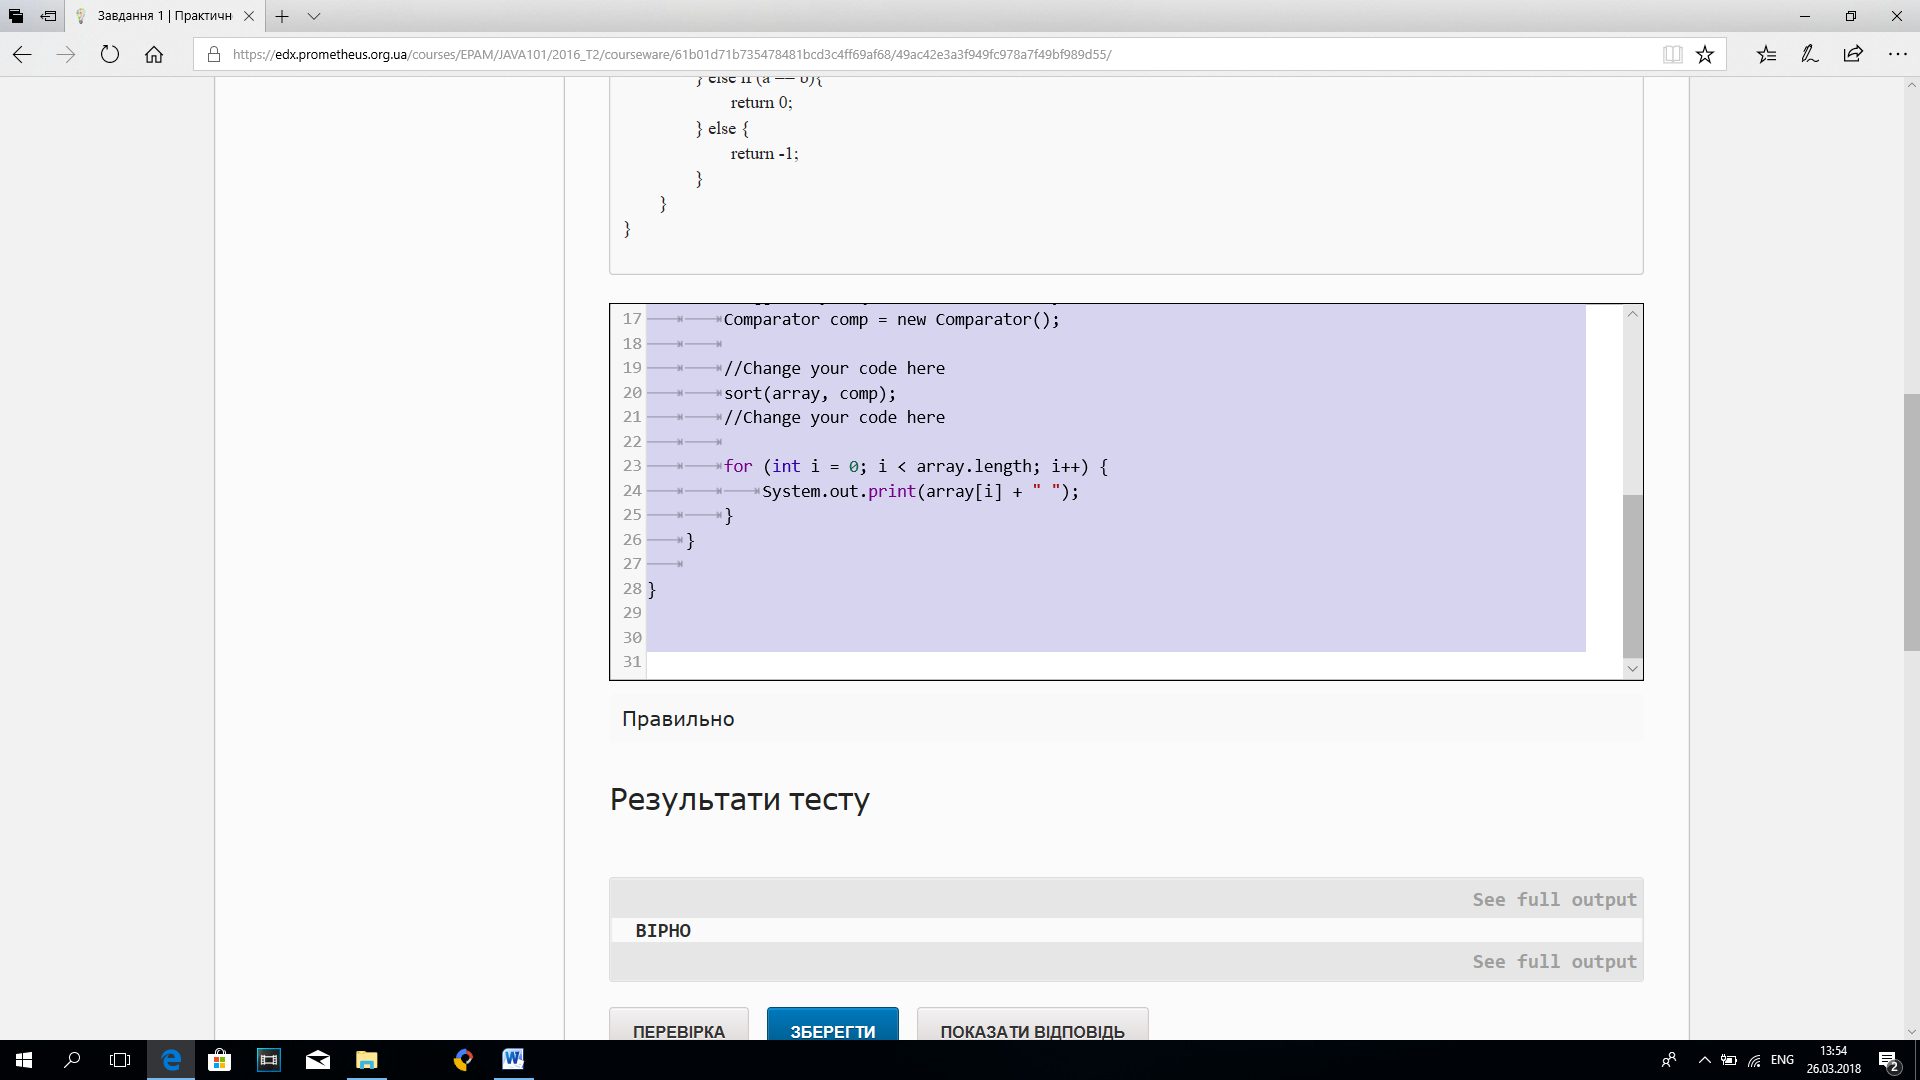 Завдання 1 | Практичн
https://edx.prometheus.org.ua/courses/EPAM/JAVA101/2016_T2/courseware/61b01d71b735478481bcd3c4ff69af68/49ac42e3a3f949fc978a7f49bf989d55/
} else if (a == b){
return 0;
} else {
return -1;
}
}
}
17 Comparator comp = new Comparator();
18
19 //Change your code here
20 sort(array, comp);
21 //Change your code here
22
23 for (int i = 0; i < array.length; i++) {
24 System.out.print(array[i] + " ");
25 }
26 }
27
28 }
29
30
31
Правильно
Результати тесту
See full output
ВІРНО
See full output
ПЕРЕВІРКА ЗБЕРЕГТИ ПОКАЗАТИ ВІДПОВІДЬ
ENG
13:54
26.03.2018
2